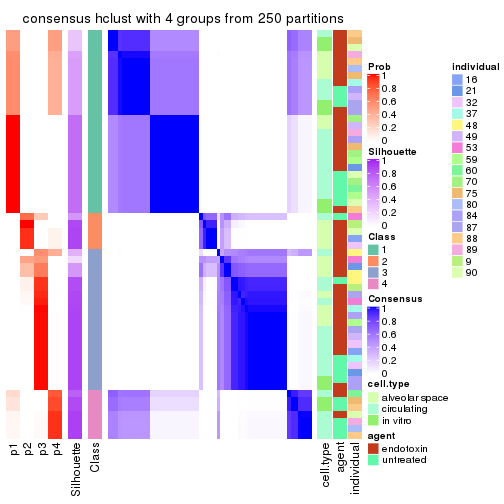 consensus hclust with 4 groups from 250 partitions
p1
p2
p3
p4
Silhouette
Class
cell.type
agent
individual
Prob
1
0.8
0.6
0.4
0.2
0
Silhouette
1
0.8
0.6
0.4
0.2
0
Class
1
2
3
4
Consensus
1
0.8
0.6
0.4
0.2
0
cell.type
alveolar space
circulating
in vitro
agent
endotoxin
untreated
individual
16
21
32
37
48
49
53
59
60
70
75
80
84
87
88
89
9
90